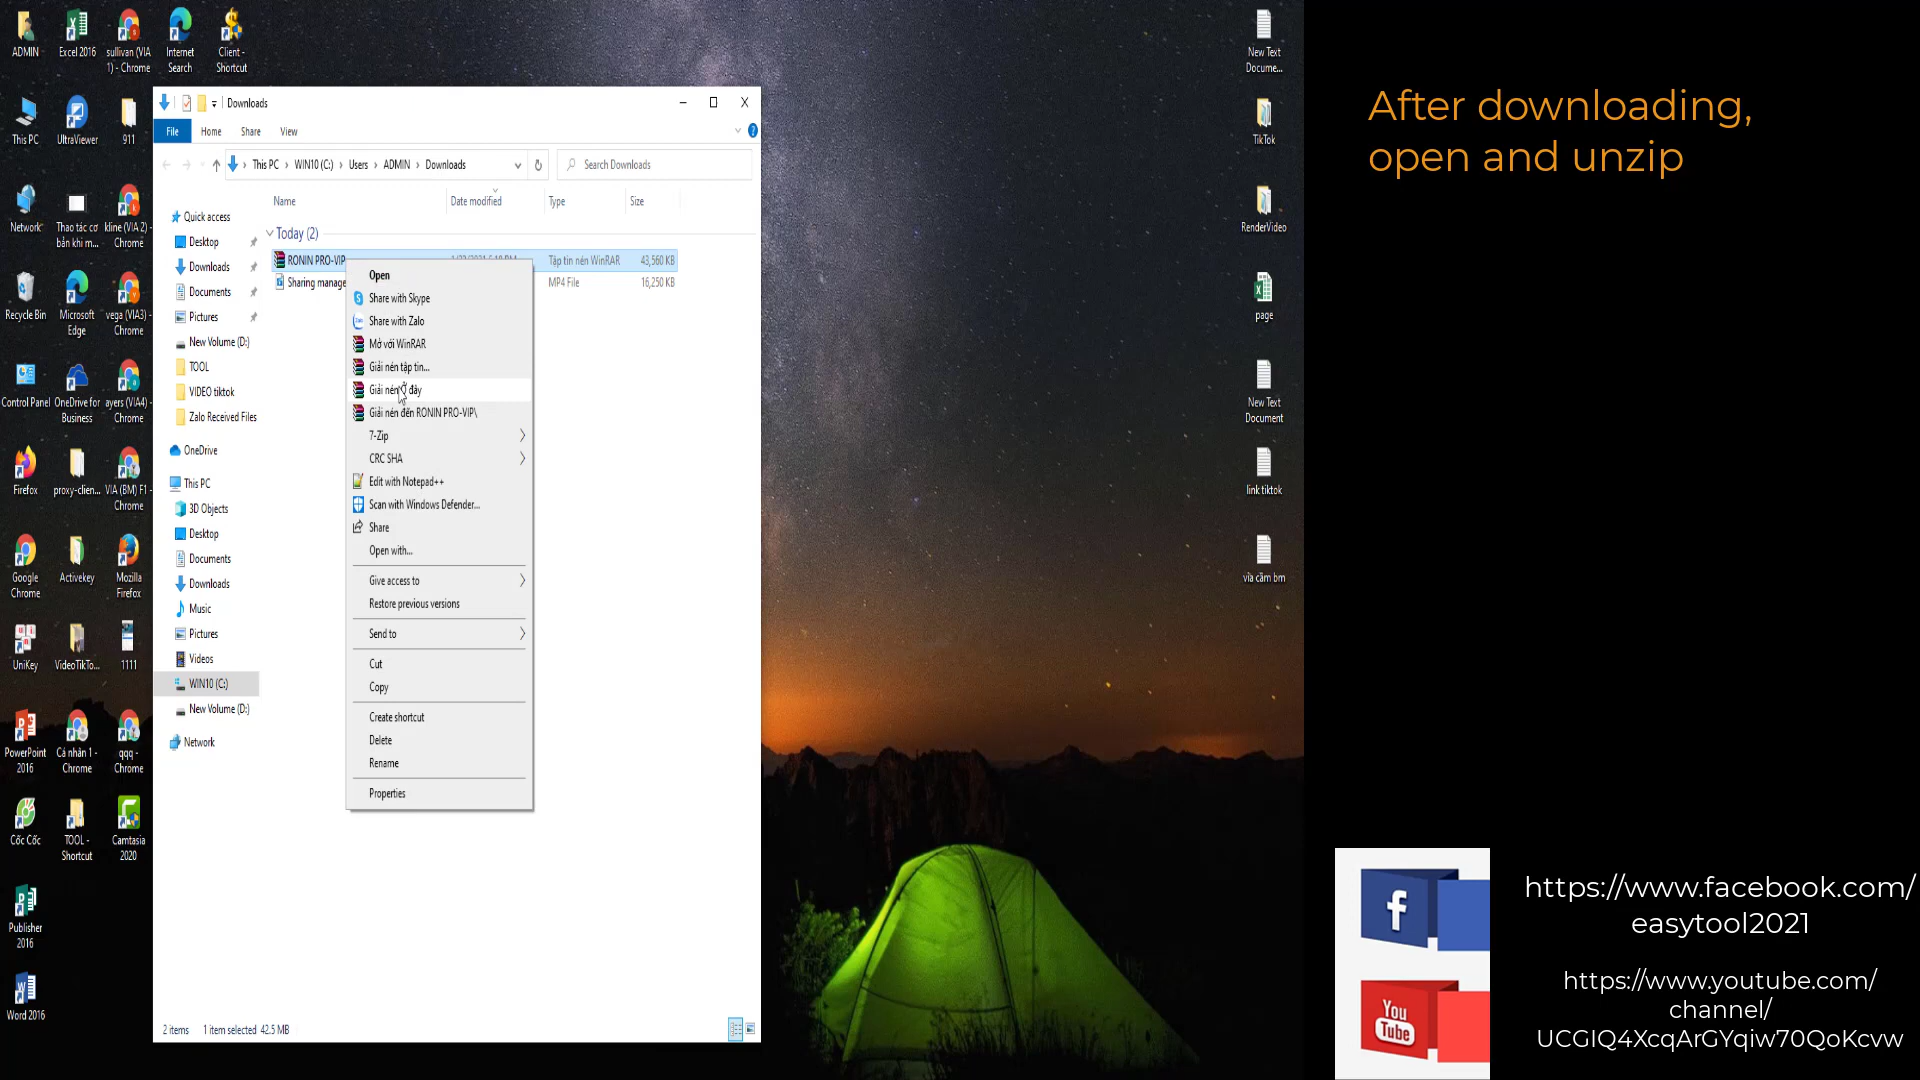 ADMIN
Excel 2016
sullivan (VIA
1) - Chrome
Internet
Search
Client -
Shortcut
This PC
UltraViewer
911
Network
Thao tác cơ
bản khi m...
kline (VIA 2)
Chrome
Recycle Bin
Microsoft
Edge
vega (VIA3) -
Chrome
Control Panel
OneDrive for
Business
ayers (VIA4) -
Chrome
Firefox
proxy-clien...
VIA (BM) F1 -
Chrome
Google
Chrome
Activekey
Mozilla
Firefox
UniKey
VideoTikTo...
1111
PowerPoint
2016
Cá nhân 1 -
Chrome
qqq -
Chrome
Cốc Cốc
TOOL -
Shortcut
Camtasia
2020
Publisher
2016
Word 2016
Downloads
File
Home
Share
View
This PC > WIN10 (C:) > Users > ADMIN > Downloads
Search Downloads
Name
Date modified
Type
Size
Quick access
Desktop
Downloads
Documents
Pictures
New Volume (D:)
TOOL
VIDEO tiktok
Zalo Received Files
OneDrive
This PC
3D Objects
Desktop
Documents
Downloads
Music
Pictures
Videos
WIN10 (C:)
New Volume (D:)
Network
Today (2)
RONIN PRO-VIP
Tập tin nén WinRAR
43,560 KB
Sharing manage
MP4 File
16,250 KB
Open
Share with Skype
Share with Zalo
Mở với WinRAR
Giải nén tập tin...
Giải nén đây
Giải nén đến RONIN PRO-VIP\
7-Zip
CRC SHA
Edit with Notepad++
Scan with Windows Defender...
Share
Open with...
Give access to
Restore previous versions
Send to
Cut
Copy
Create shortcut
Delete
Rename
Properties
2 items
1 item selected 42.5 MB
New Text
Docume...
TikTok
RenderVideo
page
New Text
Document
link tiktok
via cầm bm
After downloading,
open and unzip
f
https://www.facebook.com/
easytool2021
You
Tube
https://www.youtube.com/
channel/
UCGIQ4XcqArGYqiw70QoKcvw